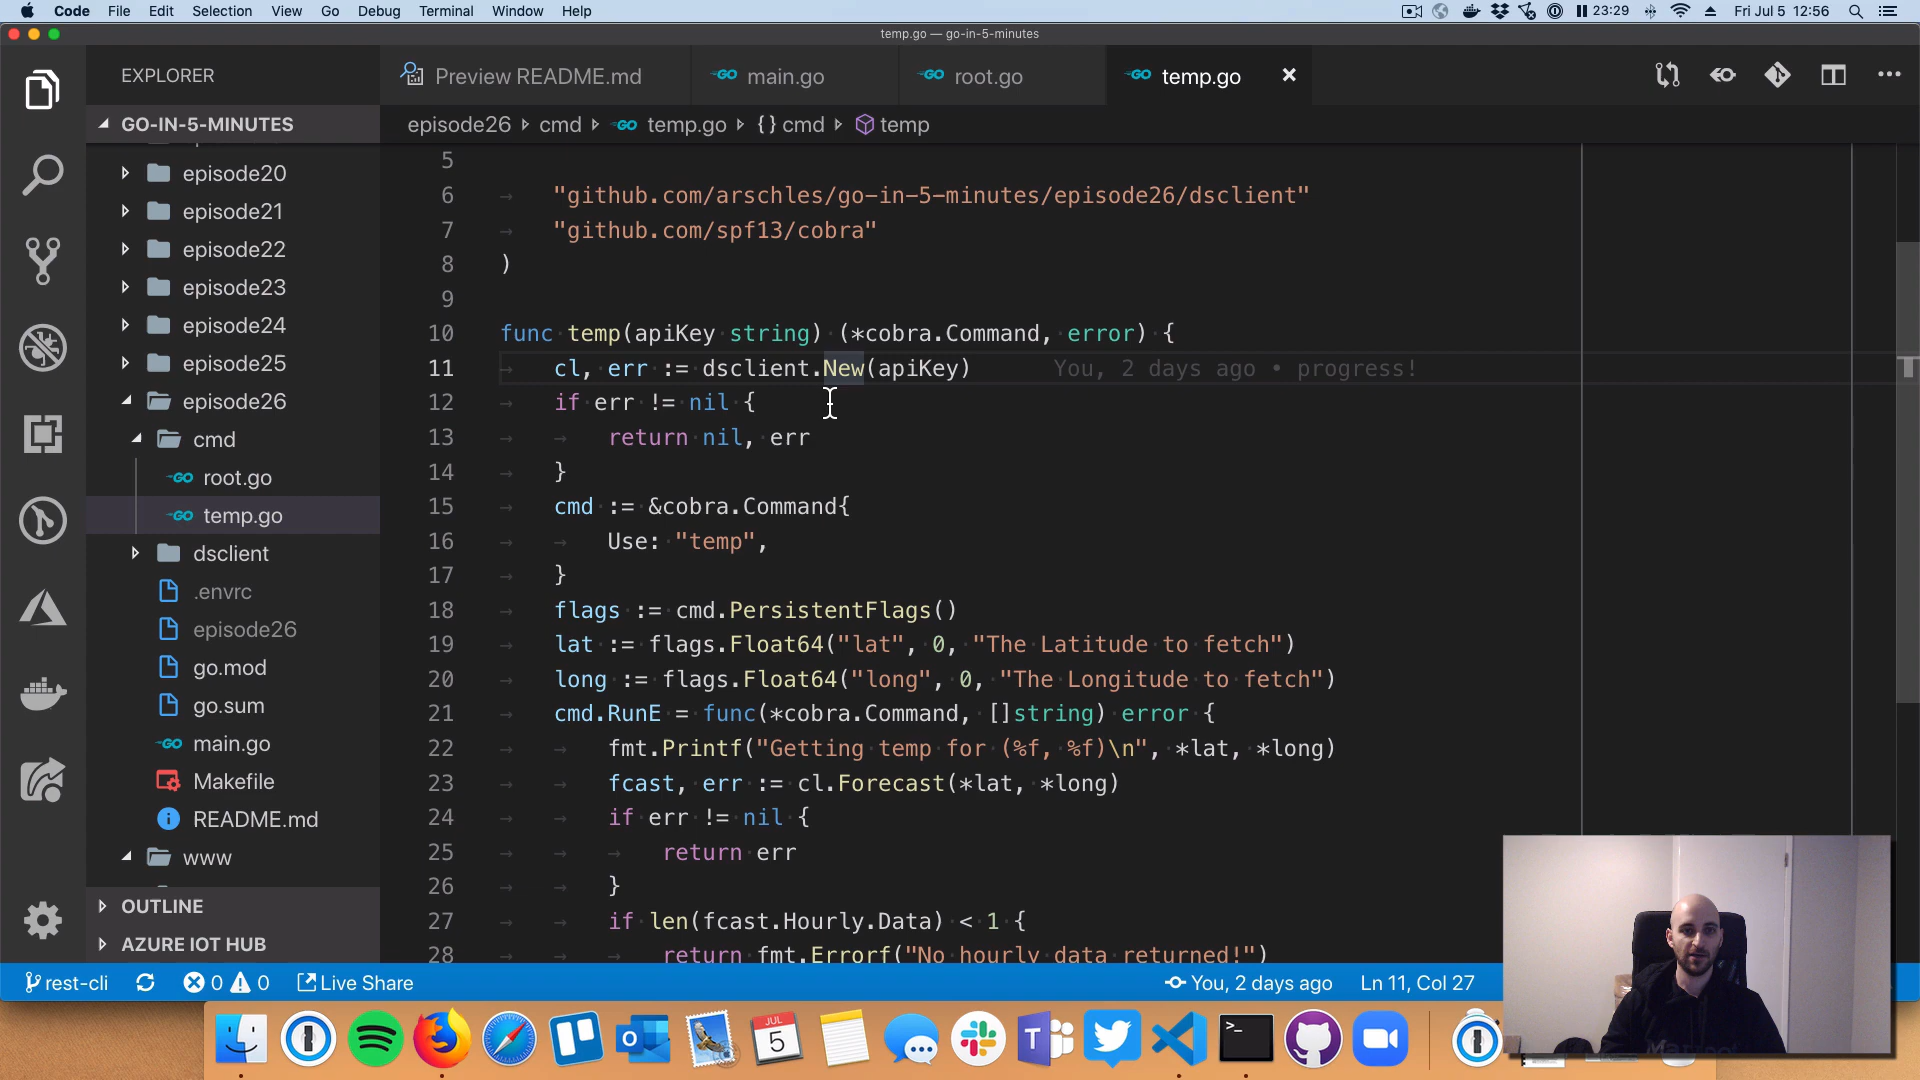 Code File Edit Selection View Go Debug Terminal Window Help 23:29 Fri Jul 5 12:56
temp.go — go-in-5-minutes
EXPLORER
Preview README.md main.go root.go temp.go
GO-IN-5-MINUTES
episode26 cmd temp.go {} cmd temp
episode20
episode21
episode22
episode23
episode24
episode25
episode26
cmd
root.go
temp.go
dsclient
.envrc
episode26
go.mod
go.sum
main.go
Makefile
README.md
www
OUTLINE
AZURE IOT HUB
5
6 "github.com/arschles/go-in-5-minutes/episode26/dsclient"
7 "github.com/spf13/cobra"
8 )
9
10 func temp(apiKey string) (*cobra.Command, error) {
11 cl, err := dsclient.New(apiKey) You, 2 days ago • progress!
12 if err != nil {
13 return nil, err
14 }
15 cmd := &cobra.Command{
16 Use: "temp",
17 }
18 flags := cmd.PersistentFlags()
19 lat := flags.Float64("lat", 0, "The Latitude to fetch")
20 long := flags.Float64("long", 0, "The Longitude to fetch")
21 cmd.RunE = func(*cobra.Command, []string) error {
22 fmt.Printf("Getting temp for (%f, %f)\n", *lat, *long)
23 fcast, err := cl.Forecast(*lat, *long)
24 if err != nil {
25 return err
26 }
27 if len(fcast.Hourly.Data) < 1 {
28 return fmt.Errorf("No hourly data returned!")
rest-cli 0 0 Live Share You, 2 days ago Ln 11, Col 27
JUL
5